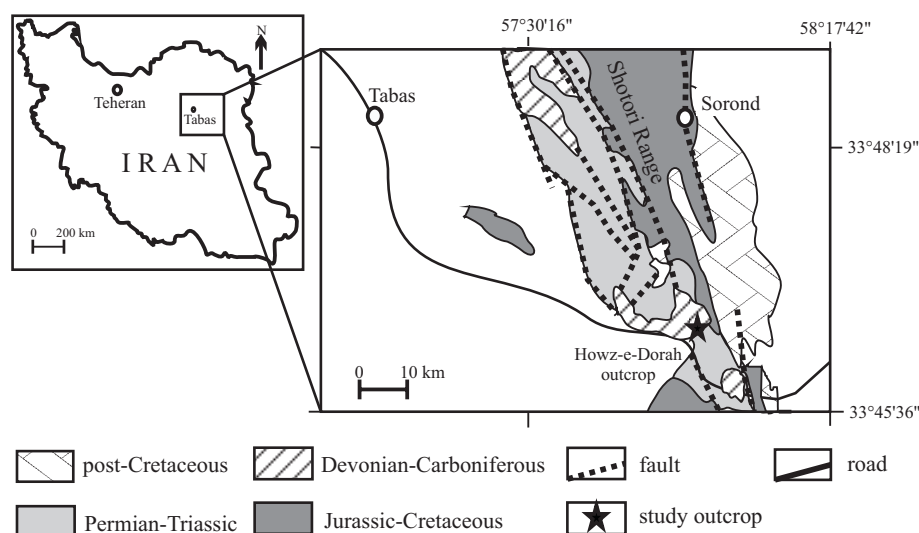 57°30'16"
58°17'42"
N
Teheran
Tabas
IRAN
0 200 km
Tabas
Shotori Range
Sorond
33°48'19"
Howz-e-Dorah
outcrop
0 10 km
33°45'36"
post-Cretaceous
Devonian-Carboniferous
fault
road
Permian-Triassic
Jurassic-Cretaceous
study outcrop